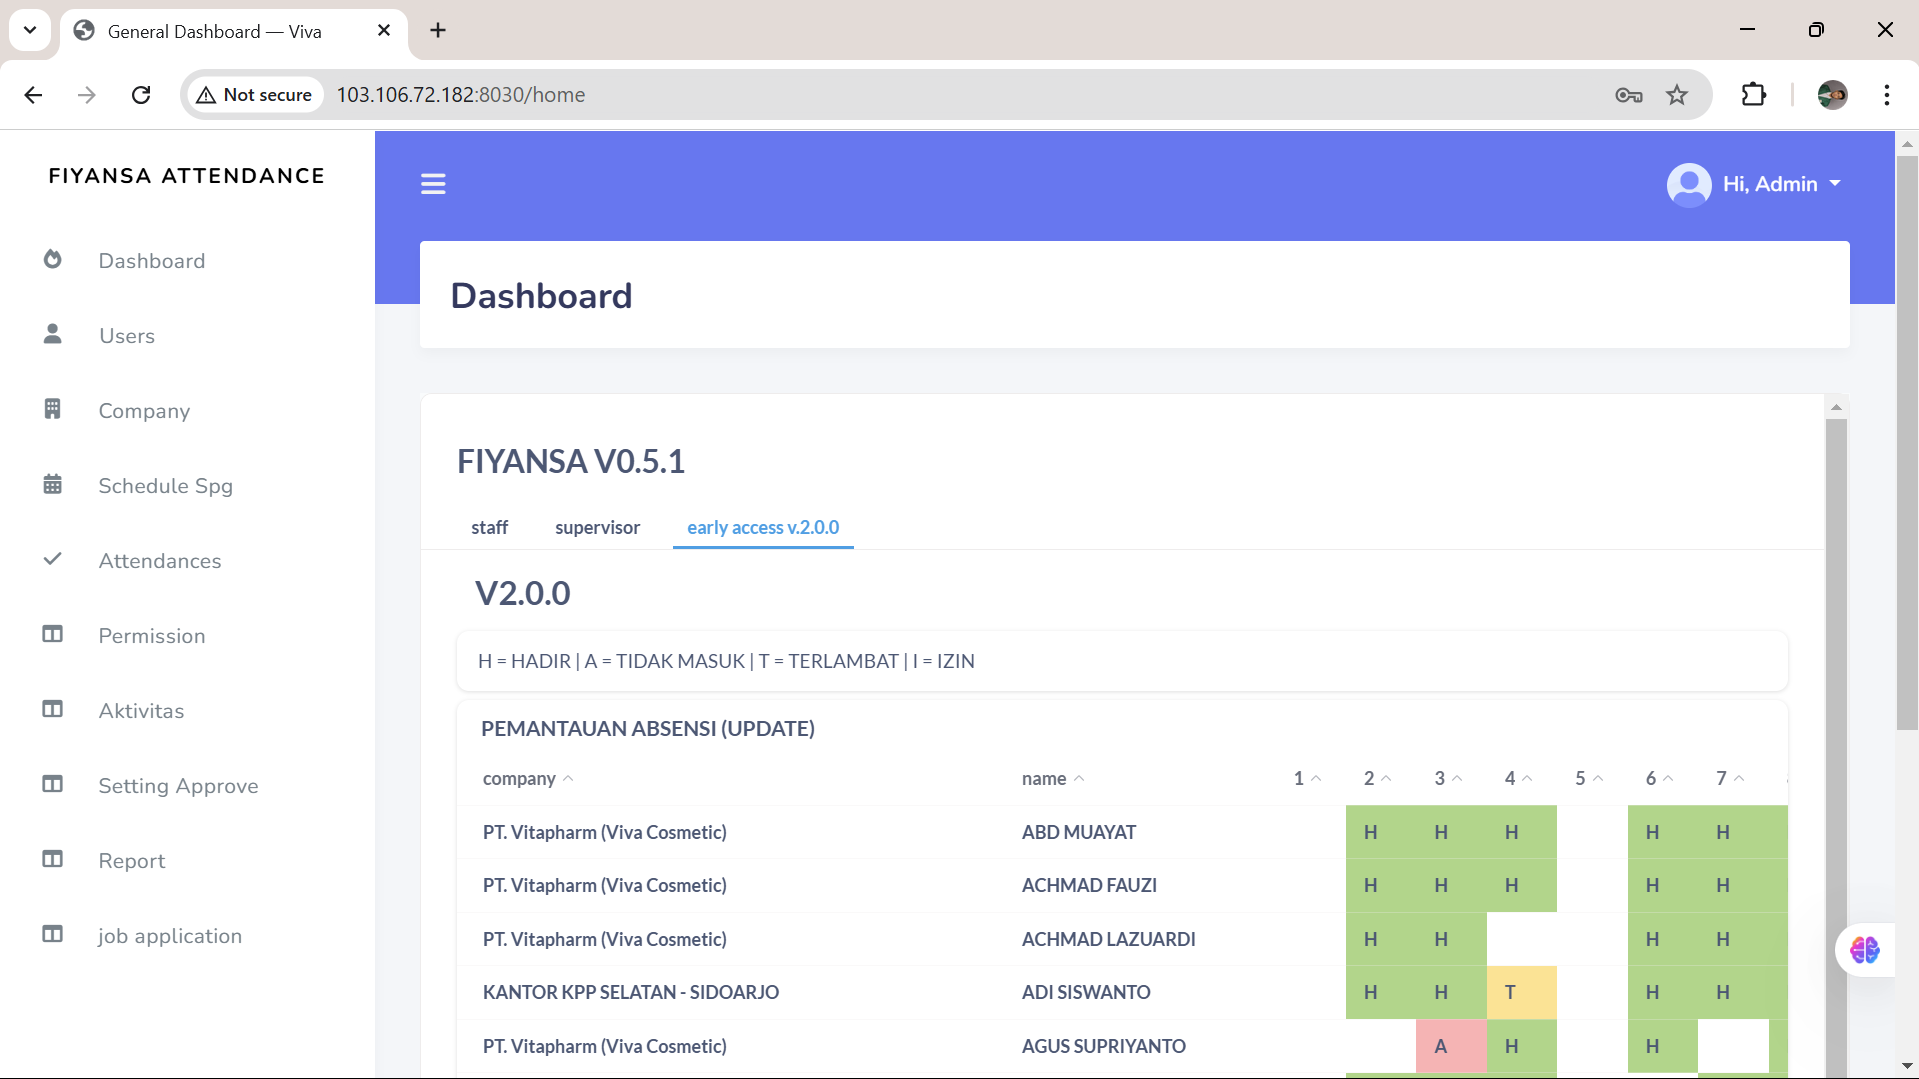 General Dashboard — Viva
Not secure 103.106.72.182:8030/home
FIYANSA ATTENDANCE
Hi, Admin
Dashboard
Users
Company
Schedule Spg
Attendances
Permission
Aktivitas
Setting Approve
Report
job application
Dashboard
FIYANSA V0.5.1
staff supervisor early access v.2.0.0
V2.0.0
H = HADIR | A = TIDAK MASUK | T = TERLAMBAT | I = IZIN
PEMANTAUAN ABSENSI (UPDATE)
company name 1 2 3 4 5 6 7
PT. Vitapharm (Viva Cosmetic) ABD MUAYAT H H H H H
PT. Vitapharm (Viva Cosmetic) ACHMAD FAUZI H H H H H
PT. Vitapharm (Viva Cosmetic) ACHMAD LAZUARDI H H H H
KANTOR KPP SELATAN - SIDOARJO ADI SISWANTO H H T H H
PT. Vitapharm (Viva Cosmetic) AGUS SUPRIYANTO A H H